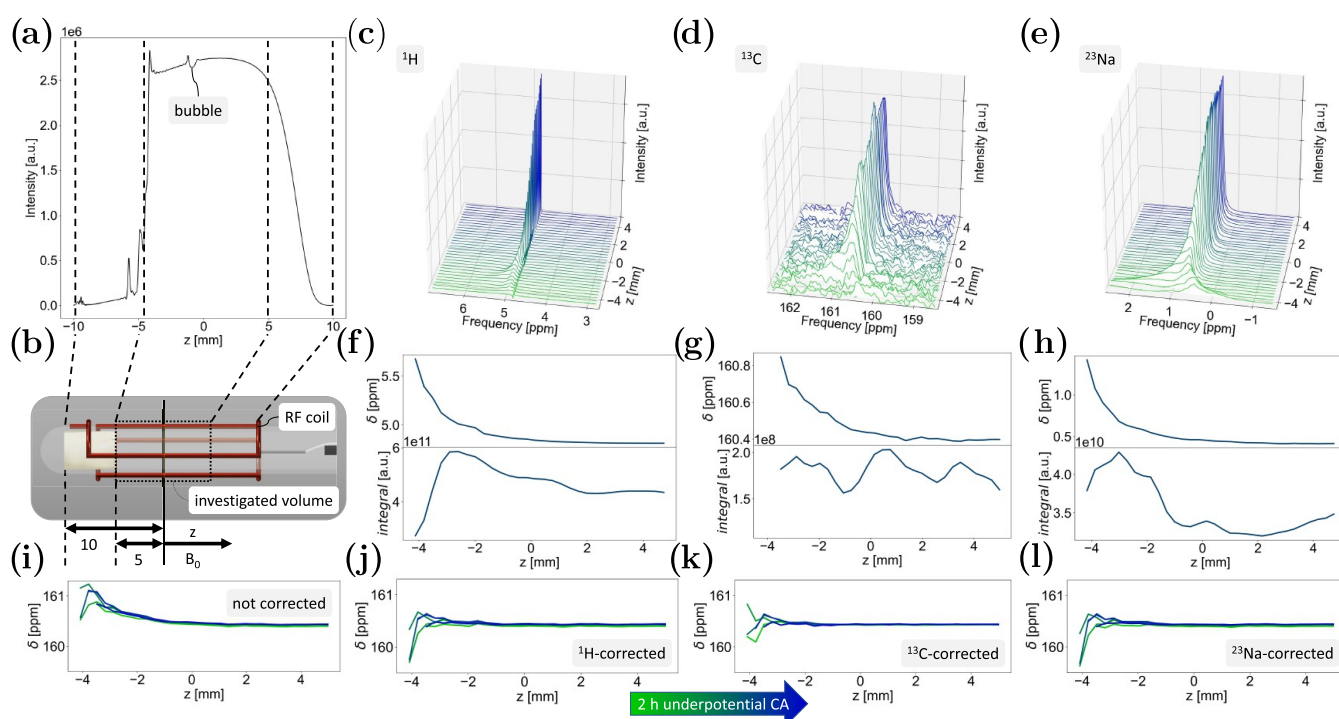 (a)
1e6
2.5
2.0
1.5
1.0
0.5
0.0
Intensity [a.u.]
bubble
−10
−5
0
5
10
z [mm]
(b)
RF coil
investigated volume
10
5
z
B₀
(c)
¹H
Intensity [a.u.]
6
5
4
3
Frequency [ppm]
4
2
0
−2
−4
z [mm]
(d)
¹³C
Intensity [a.u.]
162
161
160
159
Frequency [ppm]
4
2
0
−2
−4
z [mm]
(e)
²³Na
Intensity [a.u.]
2
1
0
−1
Frequency [ppm]
4
2
0
−2
−4
z [mm]
(f)
δ [ppm]
5.5
5.0
1e11
integral [a.u.]
6
4
−4
−2
0
2
4
z [mm]
(g)
δ [ppm]
160.8
160.6
160.4
1e8
integral [a.u.]
2.0
1.5
−4
−2
0
2
4
z [mm]
(h)
δ [ppm]
1.0
0.5
1e10
integral [a.u.]
4.0
3.5
−4
−2
0
2
4
z [mm]
(i)
δ [ppm]
161
160
not corrected
−4
−2
0
2
4
z [mm]
(j)
δ [ppm]
161
160
¹H-corrected
−4
−2
0
2
4
z [mm]
(k)
δ [ppm]
161
160
¹³C-corrected
−4
−2
0
2
4
z [mm]
(l)
δ [ppm]
161
160
²³Na-corrected
−4
−2
0
2
4
z [mm]
2 h underpotential CA